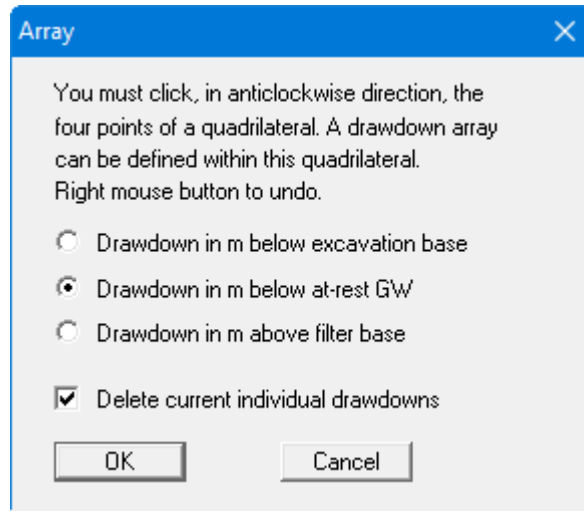 Array
You must click, in anticlockwise direction, the
four points of a quadrilateral. A drawdown array
can be defined within this quadrilateral.
Right mouse button to undo.
Drawdown in m below excavation base
Drawdown in m below at-rest GW
Drawdown in m above filter base
Delete current individual drawdowns
OK
Cancel